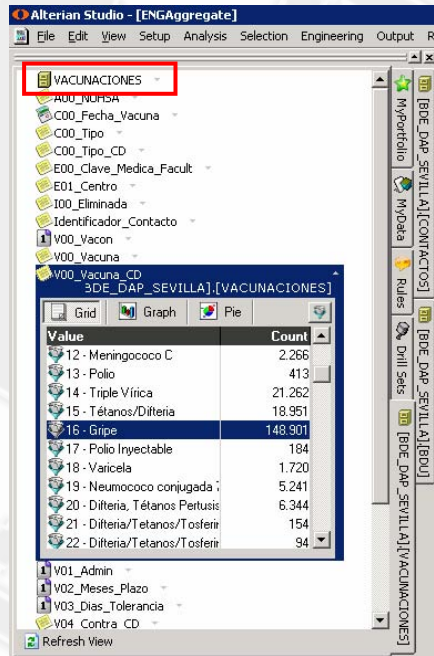 Alterian Studio - [ENGAggregate]
File Edit View Setup Analysis Selection Engineering Output R
VACUNACIONES
A00_NUHSA
C00_Fecha_Vacuna
C00_Tipo
C00_Tipo_CD
E00_Clave_Medica_Facult
E01_Centro
I00_Eliminada
Identificador_Contacto
V00_Vacon
V00_Vacuna
V00_Vacuna_CD
BDE_DAP_SEVILLA].[VACUNACIONES]
Grid Graph Pie
Value Count
12 - Meningococo C 2.266
13 - Polio 413
14 - Triple Vírica 21.262
15 - Tétanos/Difteria 18.951
16 - Gripe 148.901
17 - Polio Inyectable 184
18 - Varicela 1.720
19 - Neumococo conjugada 7 5.241
20 - Difteria, Tétanos Pertusis 6.344
21 - Difteria/Tetanos/Tosferin 154
22 - Difteria/Tetanos/Tosferin 94
V01_Admin
V02_Meses_Plazo
V03_Dias_Tolerancia
V04_Contra_CD
Refresh View
MyPortfolio
MyData
Rules
Drill Sets
[BDE_DAP_SEVILLA].[VACUNACIONES]
[BDE_DAP_SEVILLA].[CONTACTOS]
[BDE_DAP_SEVILLA].[BDU]